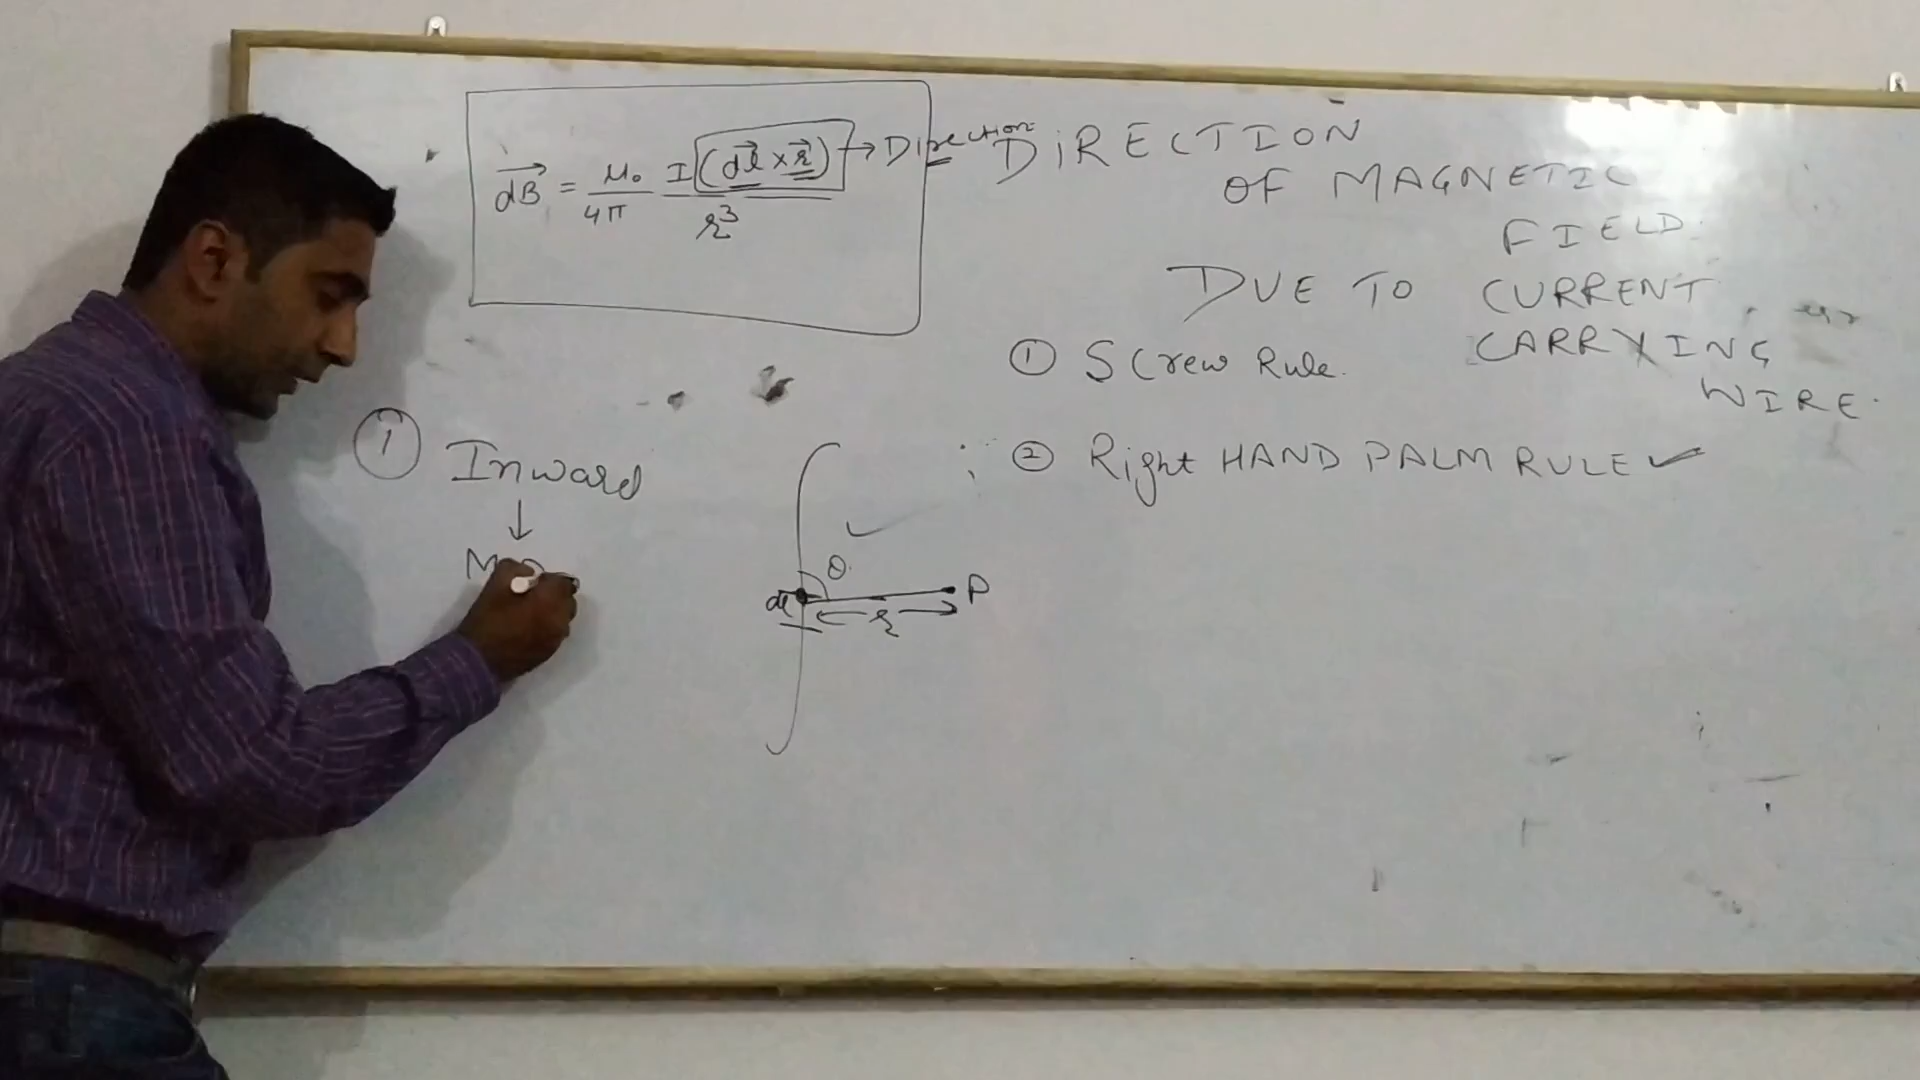 dB = μ₀/4π I(dl × r)/r³ → Direction
DiRECTION
OF MAGNETIC
FIELD.
DUE TO CURRENT
CARRYING
WIRE.
① Screw Rule.
② Right HAND PALM RULE ✓
① Inward
↓
θ.
dl r P